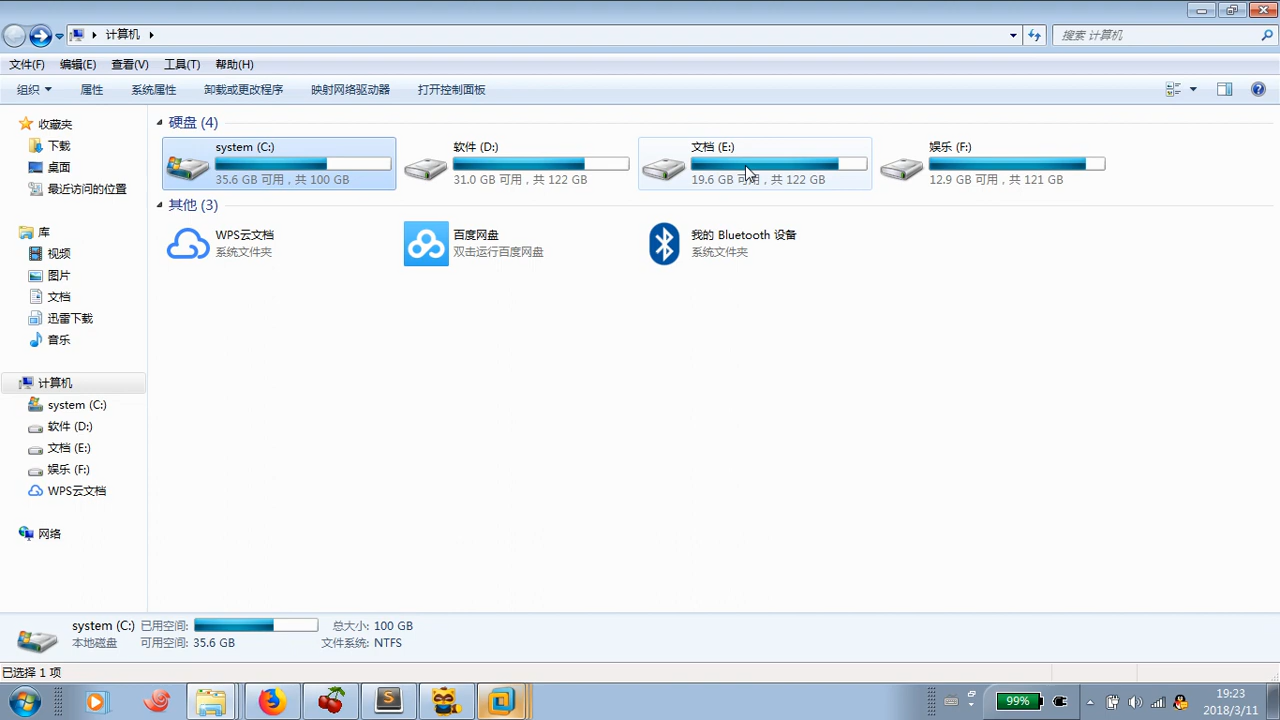 计算机
搜索 计算机
文件(F) 编辑(E) 查看(V) 工具(T) 帮助(H)
组织 属性 系统属性 卸载或更改程序 映射网络驱动器 打开控制面板
收藏夹
下载
桌面
最近访问的位置
库
视频
图片
文档
迅雷下载
音乐
计算机
system (C:)
软件 (D:)
文档 (E:)
娱乐 (F:)
WPS云文档
网络
硬盘 (4)
system (C:)
35.6 GB 可用，共 100 GB
软件 (D:)
31.0 GB 可用，共 122 GB
文档 (E:)
19.6 GB 可用，共 122 GB
娱乐 (F:)
12.9 GB 可用，共 121 GB
其他 (3)
WPS云文档
系统文件夹
百度网盘
双击运行百度网盘
我的 Bluetooth 设备
系统文件夹
system (C:) 已用空间: 总大小: 100 GB
本地磁盘 可用空间: 35.6 GB 文件系统: NTFS
已选择 1 项
99%
19:23
2018/3/11